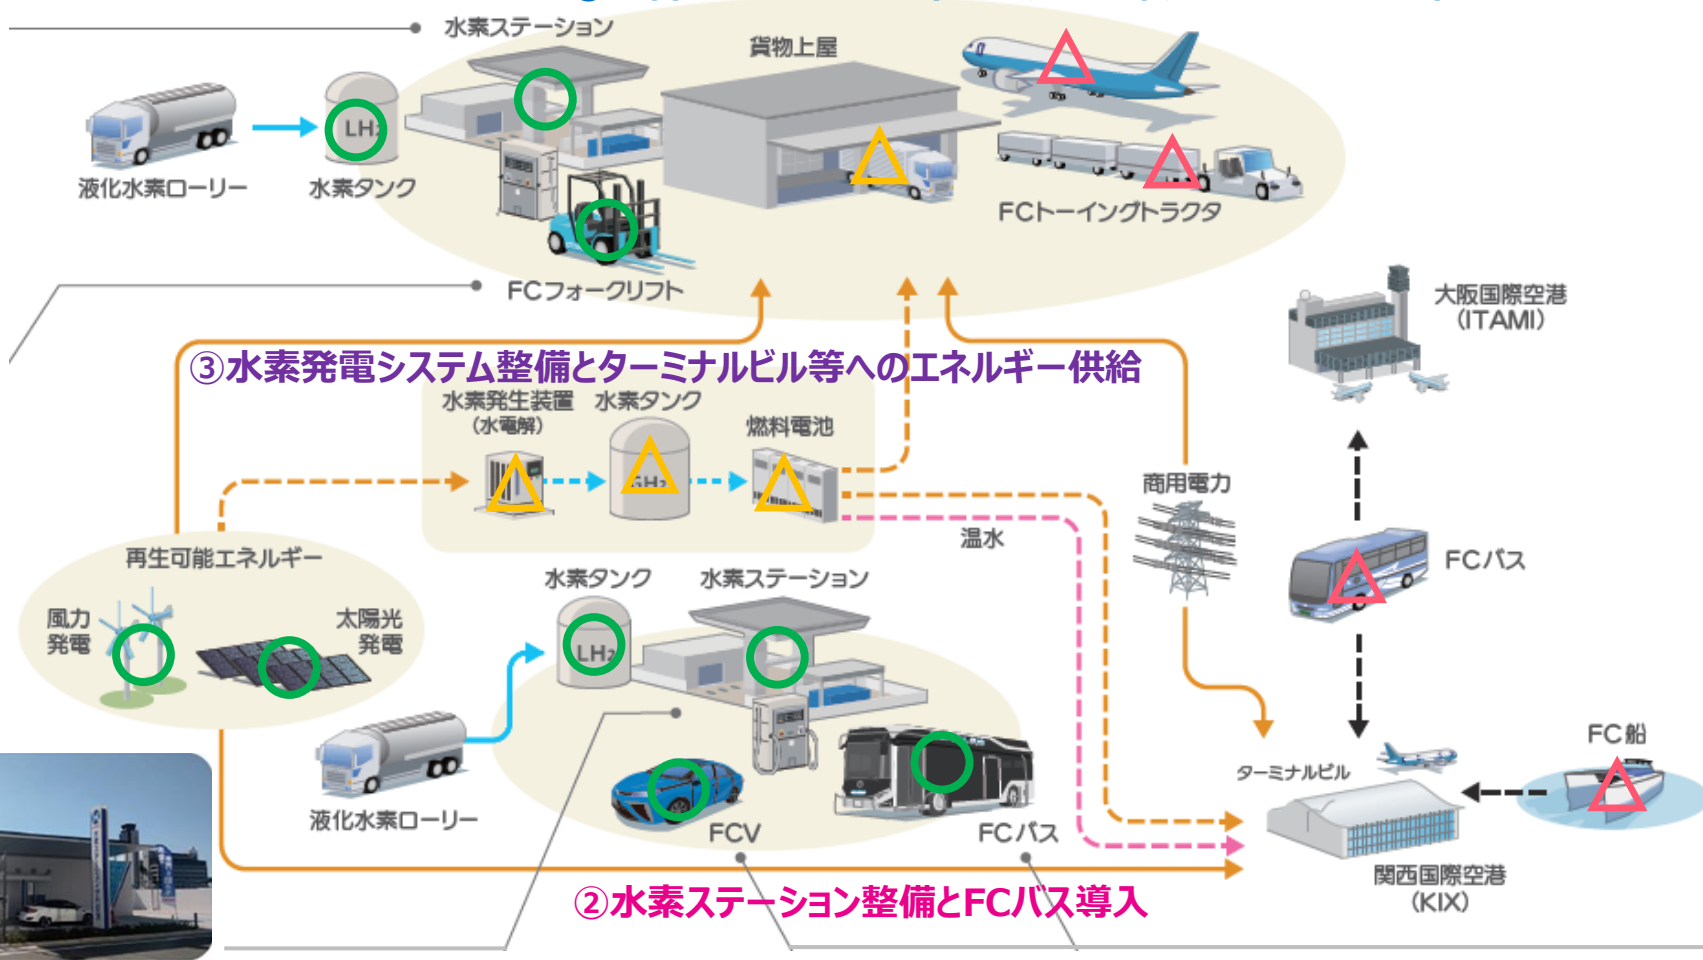 水素ステーション
貨物上屋
LH2
液化水素ローリー
水素タンク
FCトーイングトラクタ
FCフォークリフト
大阪国際空港
（ITAMI）
③水素発電システム整備とターミナルビル等へのエネルギー供給
水素発生装置
（水電解）
水素タンク
燃料電池
GH2
商用電力
温水
再生可能エネルギー
水素タンク
水素ステーション
FCバス
風力
発電
太陽光
発電
LH2
FC船
ターミナルビル
液化水素ローリー
FCV
FCバス
関西国際空港
（KIX）
②水素ステーション整備とFCバス導入